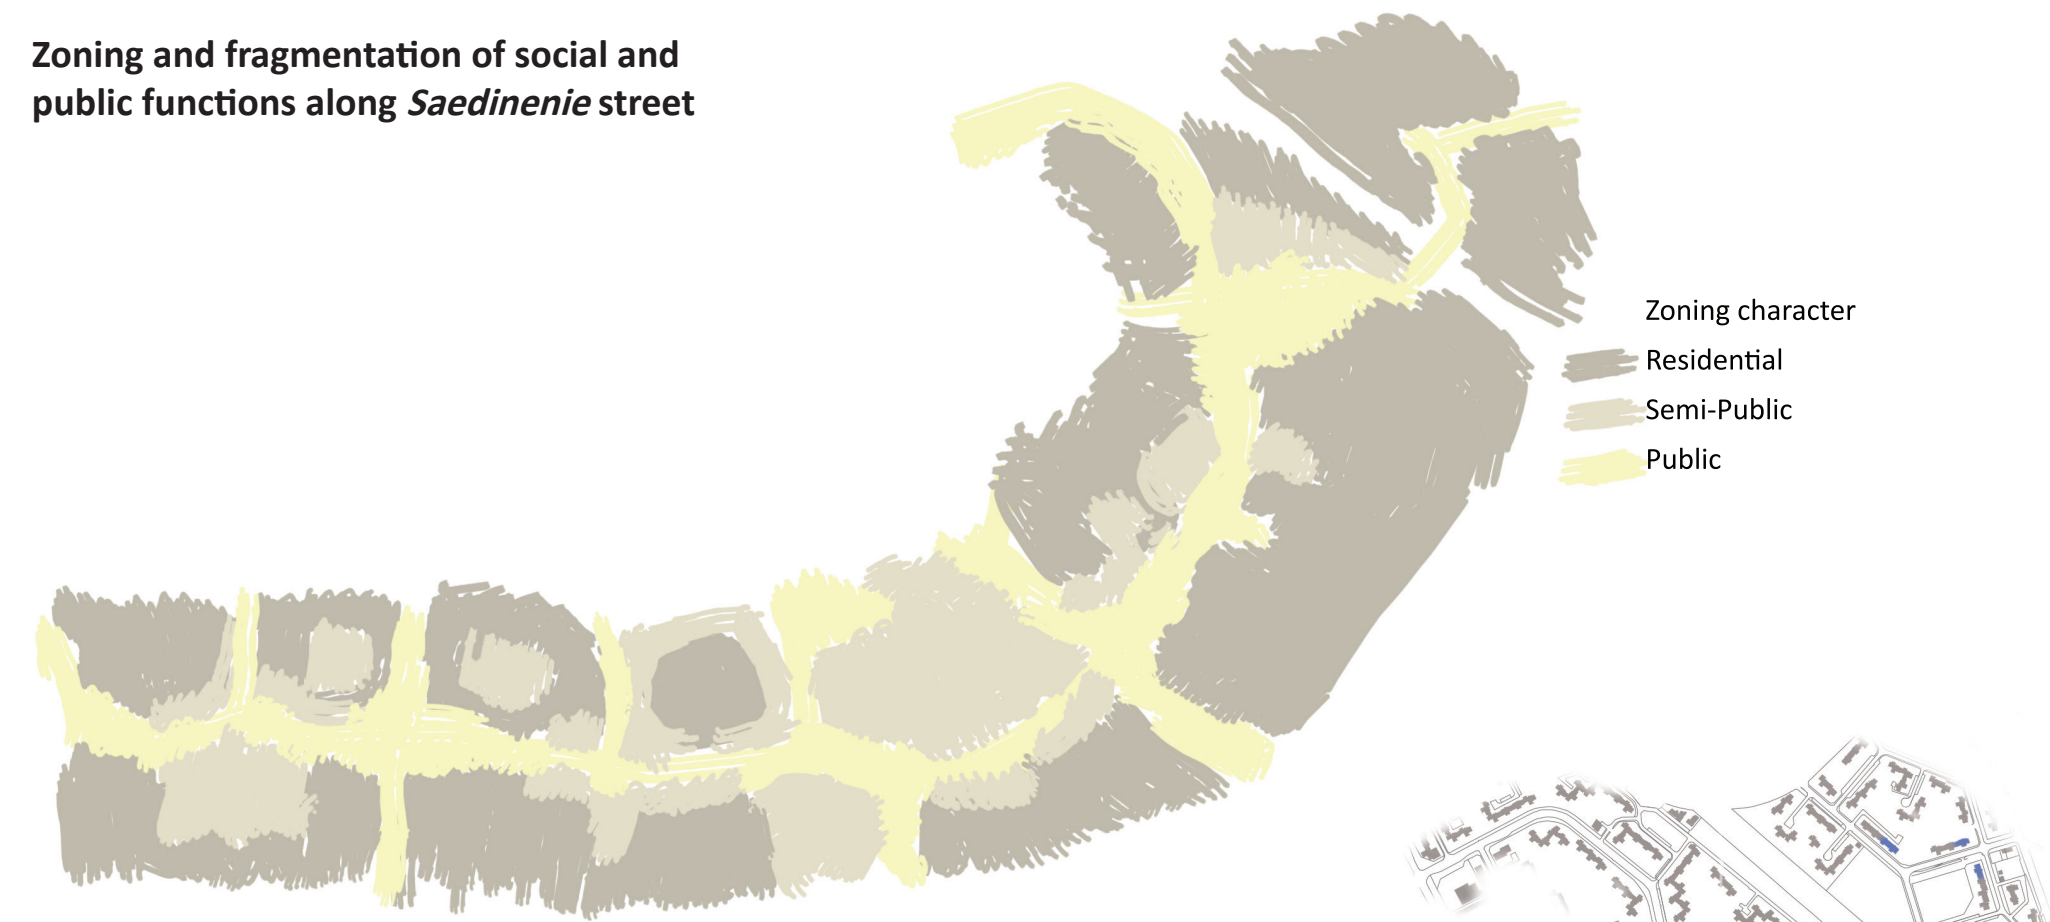 Zoning and fragmentation of social and
public functions along Saedinenie street
Zoning character
Residential
Semi-Public
Public